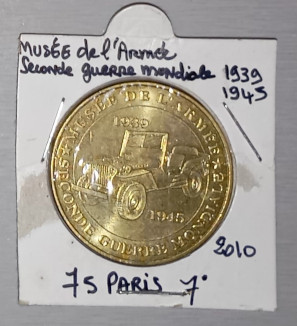 MUSÉE de l'Armée
Seconde guerre mondiale 1939
1945
MUSÉE DE L'ARMÉE
1939
1945
SECONDE GUERRE MONDIALE
2010
75 PARIS 7°